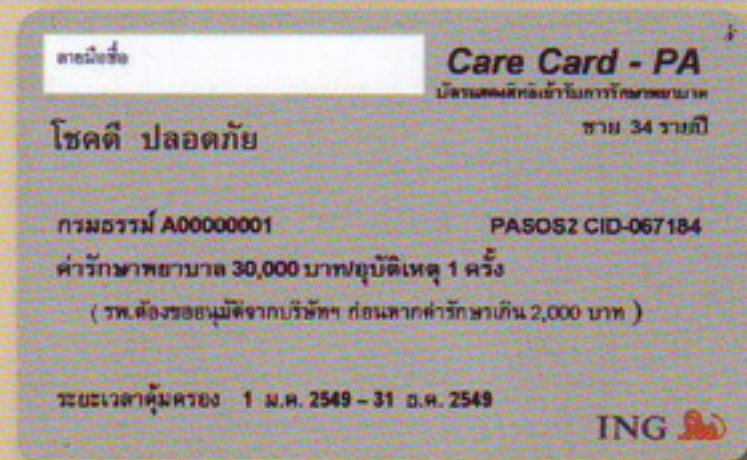 ลายมือชื่อ
Care Card - PA
บัตรแสดงสิทธิเข้ารับการรักษาพยาบาล
โชคดี ปลอดภัย
ชาย 34 รายปี
กรมธรรม์ A00000001 PASOS2 CID-067184
ค่ารักษาพยาบาล 30,000 บาท/อุบัติเหตุ 1 ครั้ง
( รพ.ต้องขออนุมัติจากบริษัทฯ ก่อนหากค่ารักษาเกิน 2,000 บาท )
ระยะเวลาคุ้มครอง 1 ม.ค. 2549 – 31 ธ.ค. 2549
ING